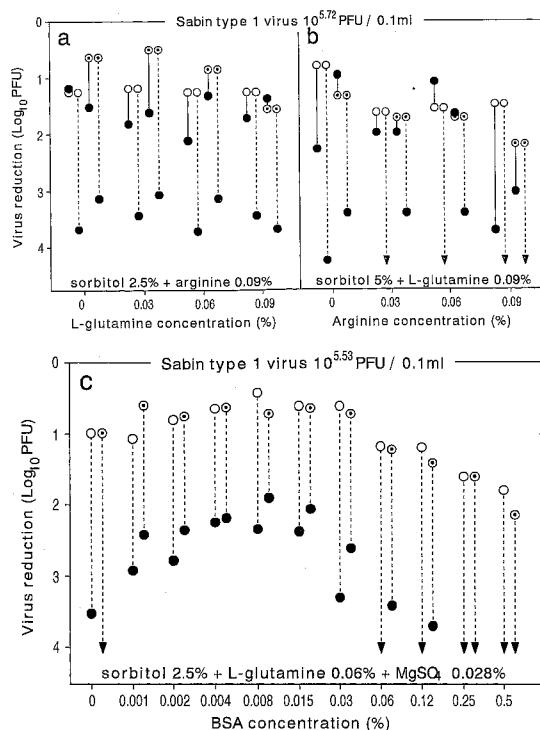 Sabin type 1 virus 10^5.72 PFU / 0.1ml
a
b
Virus reduction (Log10 PFU)
0
1
2
3
4
sorbitol 2.5% + arginine 0.09%
sorbitol 5% + L-glutamine 0.09%
0 0.03 0.06 0.09
0 0.03 0.06 0.09
L-glutamine concentration (%)
Arginine concentration (%)
Sabin type 1 virus 10^5.53 PFU / 0.1ml
c
Virus reduction (Log10 PFU)
0
1
2
3
4
sorbitol 2.5% + L-glutamine 0.06% + MgSO4 0.028%
0 0.001 0.002 0.004 0.008 0.015 0.03 0.06 0.12 0.25 0.5
BSA concentration (%)